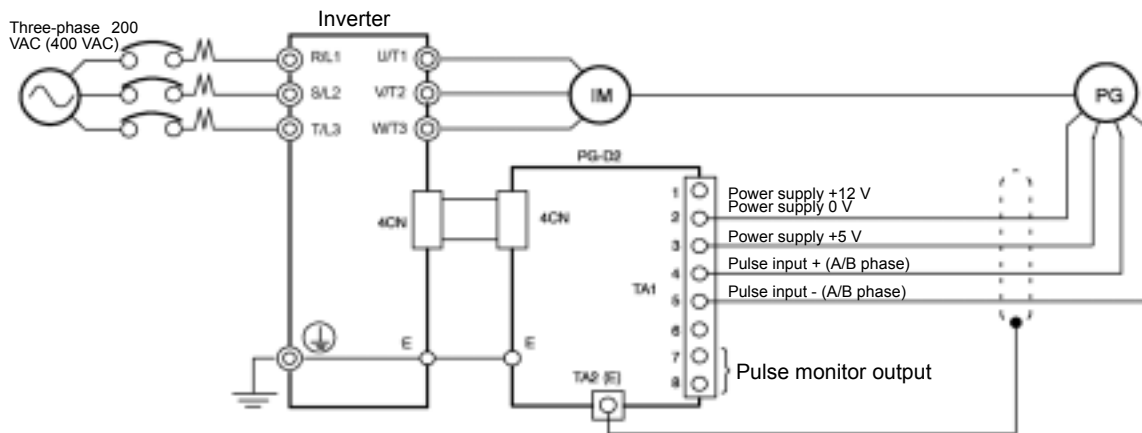 Three-phase 200
VAC (400 VAC)
Inverter
R/L1
U/T1
S/L2
V/T2
T/L3
W/T3
IM
PG
PG-D2
4CN
4CN
TA1
1
Power supply +12 V
2
Power supply 0 V
3
Power supply +5 V
4
Pulse input + (A/B phase)
5
Pulse input - (A/B phase)
6
7
8
Pulse monitor output
E
E
TA2 (E)